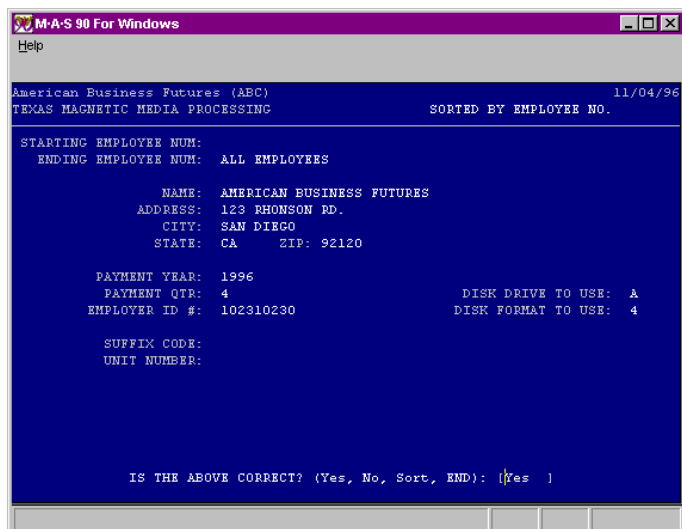 M·A·S 90 For Windows
Help
American Business Futures (ABC) 11/04/96
TEXAS MAGNETIC MEDIA PROCESSING SORTED BY EMPLOYEE NO.
STARTING EMPLOYEE NUM:
ENDING EMPLOYEE NUM: ALL EMPLOYEES
NAME: AMERICAN BUSINESS FUTURES
ADDRESS: 123 RHONSON RD.
CITY: SAN DIEGO
STATE: CA ZIP: 92120
PAYMENT YEAR: 1996
PAYMENT QTR: 4 DISK DRIVE TO USE: A
EMPLOYER ID #: 102310230 DISK FORMAT TO USE: 4
SUFFIX CODE:
UNIT NUMBER:
IS THE ABOVE CORRECT? (Yes, No, Sort, END): [Yes ]